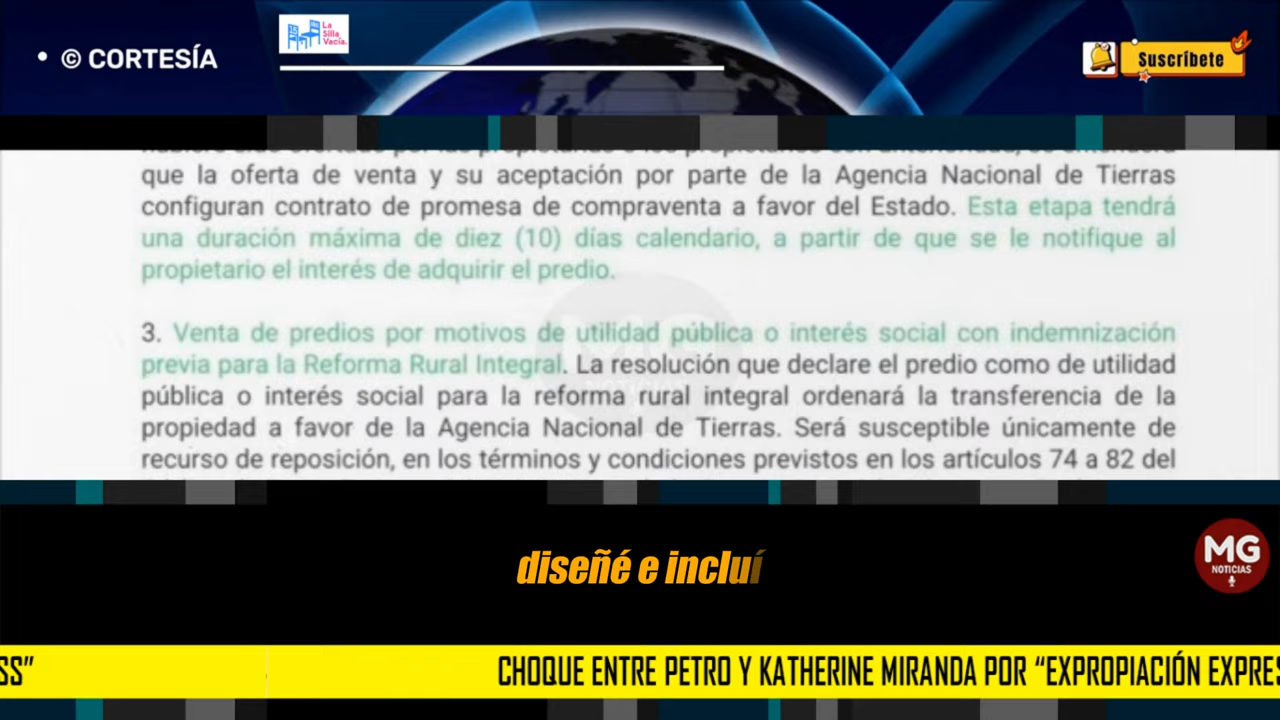 • © CORTESÍA
La
Silla
Vacía.
Suscríbete
que la oferta de venta y su aceptación por parte de la Agencia Nacional de Tierras
configuran contrato de promesa de compraventa a favor del Estado. Esta etapa tendrá
una duración máxima de diez (10) días calendario, a partir de que se le notifique al
propietario el interés de adquirir el predio.
3. Venta de predios por motivos de utilidad pública o interés social con indemnización
previa para la Reforma Rural Integral. La resolución que declare el predio como de utilidad
pública o interés social para la reforma rural integral ordenará la transferencia de la
propiedad a favor de la Agencia Nacional de Tierras. Será susceptible únicamente de
recurso de reposición, en los términos y condiciones previstos en los artículos 74 a 82 del
diseñé e incluí
MG
NOTICIAS
SS” CHOQUE ENTRE PETRO Y KATHERINE MIRANDA POR “EXPROPIACIÓN EXPRES